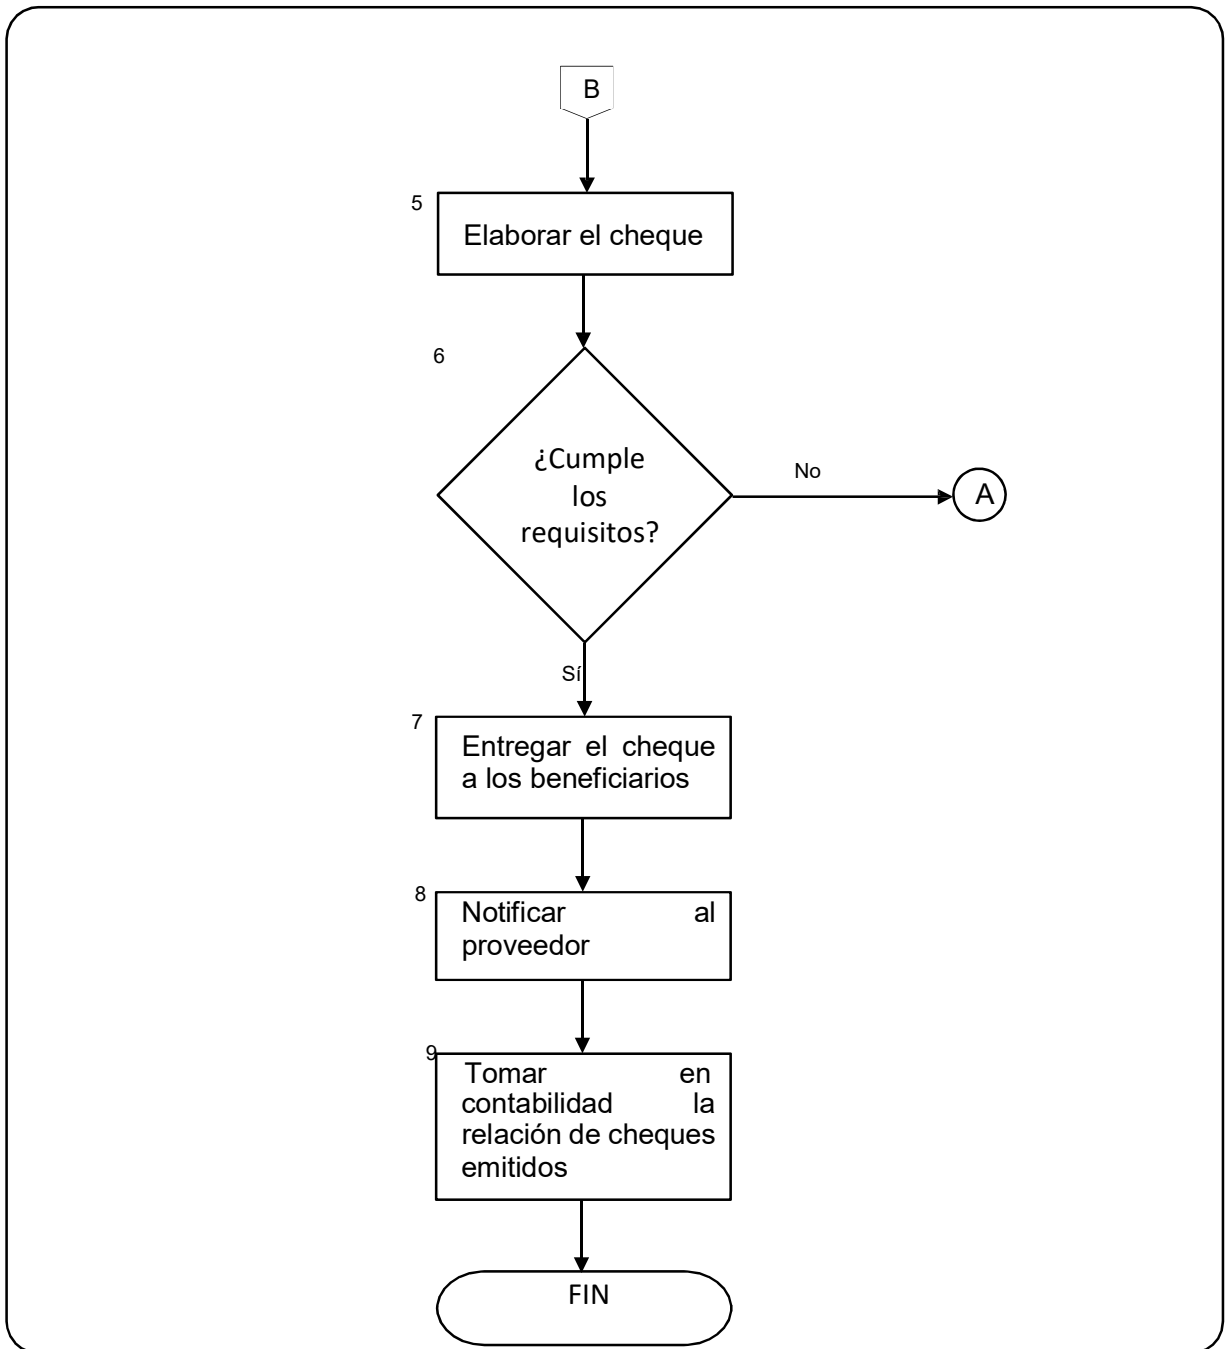 B
5
Elaborar el cheque
6
¿Cumple
los
requisitos?
No
A
Sí
7
Entregar el cheque
a los beneficiarios
8
Notificar al
proveedor
9
Tomar en
contabilidad la
relación de cheques
emitidos
FIN